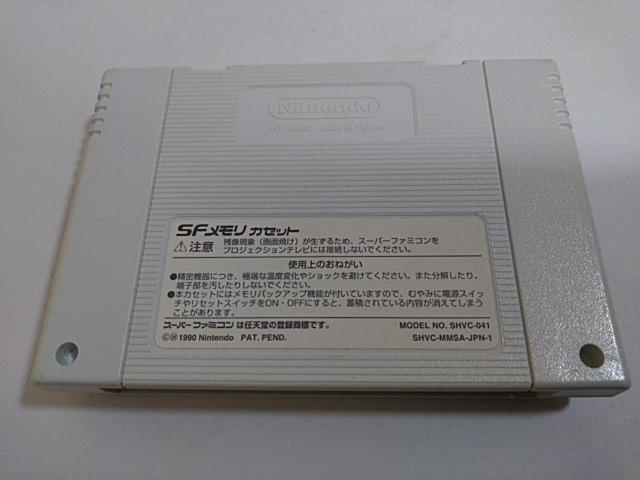 Nintendo
PAT. PEND. MADE IN TAIWAN
SFメモリ カセット
⚠注意 残像現象（画面焼け）が生ずるため、スーパーファミコンを
プロジェクションテレビには接続しないでください。
使用上のおねがい
●精密機器につき、極端な温度変化やショックを避けてください。また分解したり、
端子部を汚したりしないでください。
●本カセットにはメモリバックアップ機能が付いていますので、むやみに電源スイッ
チやリセットスイッチをON・OFFにすると、蓄積されている内容が消えてしまう
ことがあります。
スーパーファミコン は任天堂の登録商標です。 MODEL NO. SHVC-041
©Ⓜ1990 Nintendo PAT. PEND. SHVC-MMSA-JPN-1